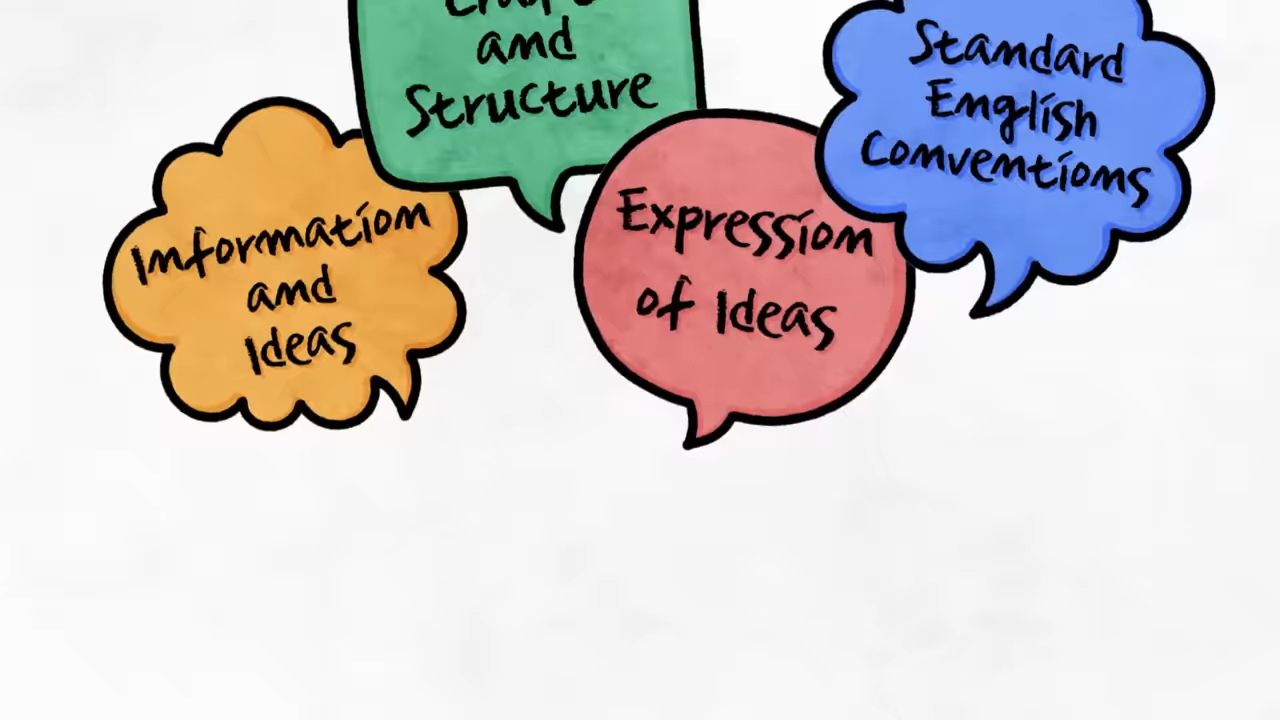 and
Structure
Information
and
Ideas
Expression
of Ideas
Standard
English
Conventions